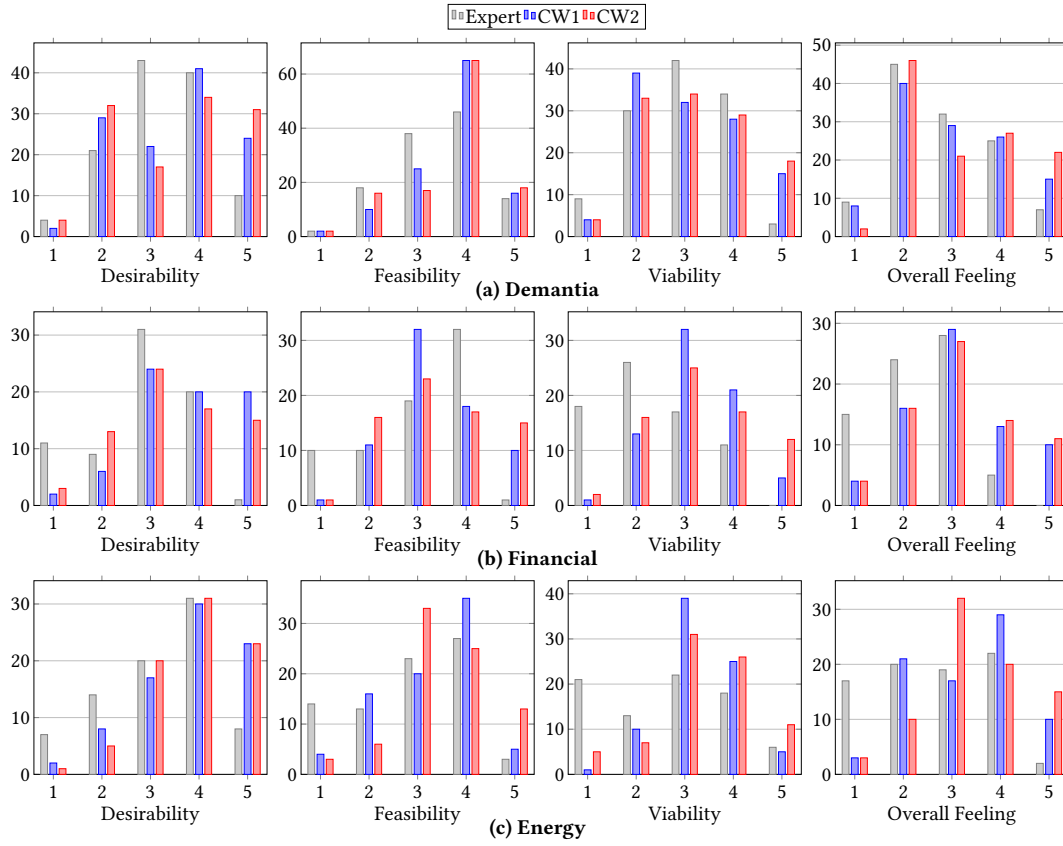 Expert CW1 CW2
0 10 20 30 40
1 2 3 4 5
Desirability
0 20 40 60
1 2 3 4 5
Feasibility
0 10 20 30 40
1 2 3 4 5
Viability
0 10 20 30 40 50
1 2 3 4 5
Overall Feeling
(a) Demantia
0 10 20 30
1 2 3 4 5
Desirability
0 10 20 30
1 2 3 4 5
Feasibility
0 10 20 30
1 2 3 4 5
Viability
0 10 20 30
1 2 3 4 5
Overall Feeling
(b) Financial
0 10 20 30
1 2 3 4 5
Desirability
0 10 20 30
1 2 3 4 5
Feasibility
0 10 20 30 40
1 2 3 4 5
Viability
0 10 20 30
1 2 3 4 5
Overall Feeling
(c) Energy